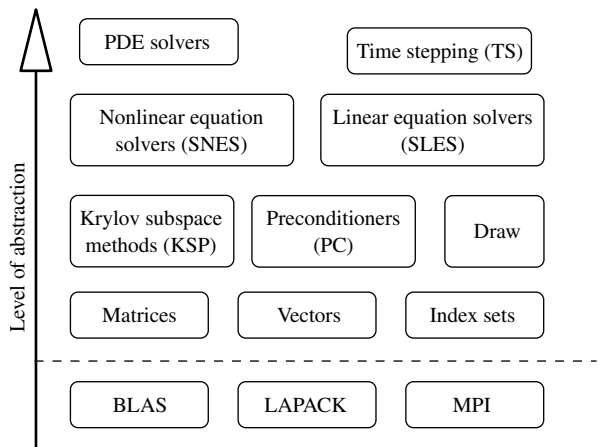 PDE solvers
Time stepping (TS)
Nonlinear equation
solvers (SNES)
Linear equation solvers
(SLES)
Krylov subspace
methods (KSP)
Preconditioners
(PC)
Draw
Matrices
Vectors
Index sets
BLAS
LAPACK
MPI
Level of abstraction